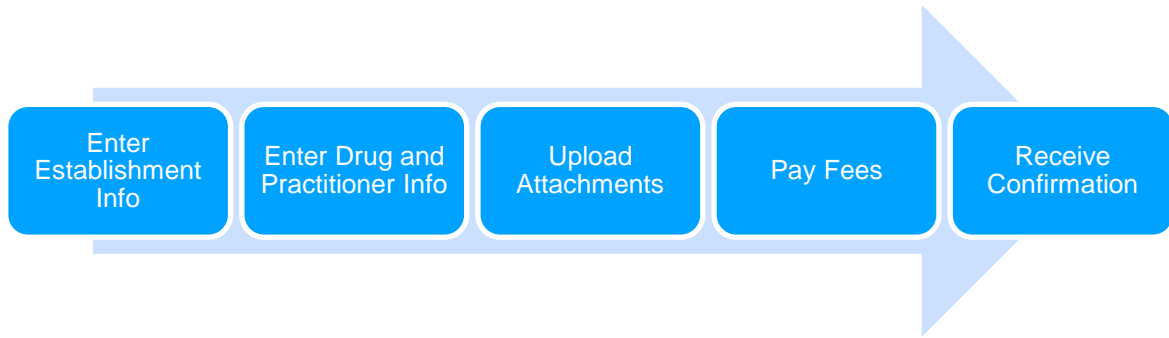 Enter
Establishment
Info
Enter Drug and
Practitioner Info
Upload
Attachments
Pay Fees
Receive
Confirmation